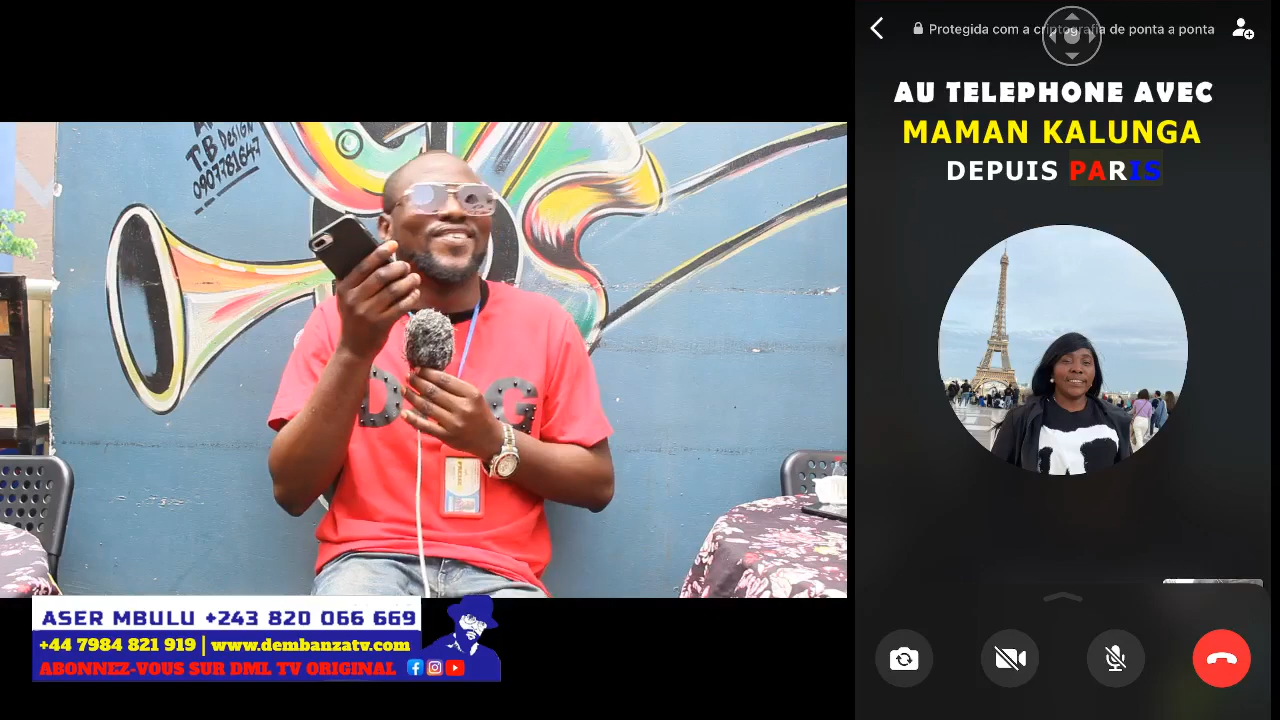 T.B DESIGN
0907781647
D G
ASER MBULU +243 820 066 669
+44 7984 821 919 | www.dembanzatv.com
ABONNEZ-VOUS SUR DML TV ORIGINAL
Protegida com a criptografia de ponta a ponta
AU TELEPHONE AVEC
MAMAN KALUNGA
DEPUIS PARIS